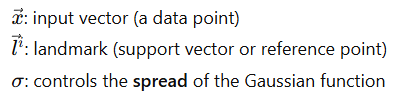 x⃗: input vector (a data point)
l⃗ⁱ: landmark (support vector or reference point)
σ: controls the spread of the Gaussian function